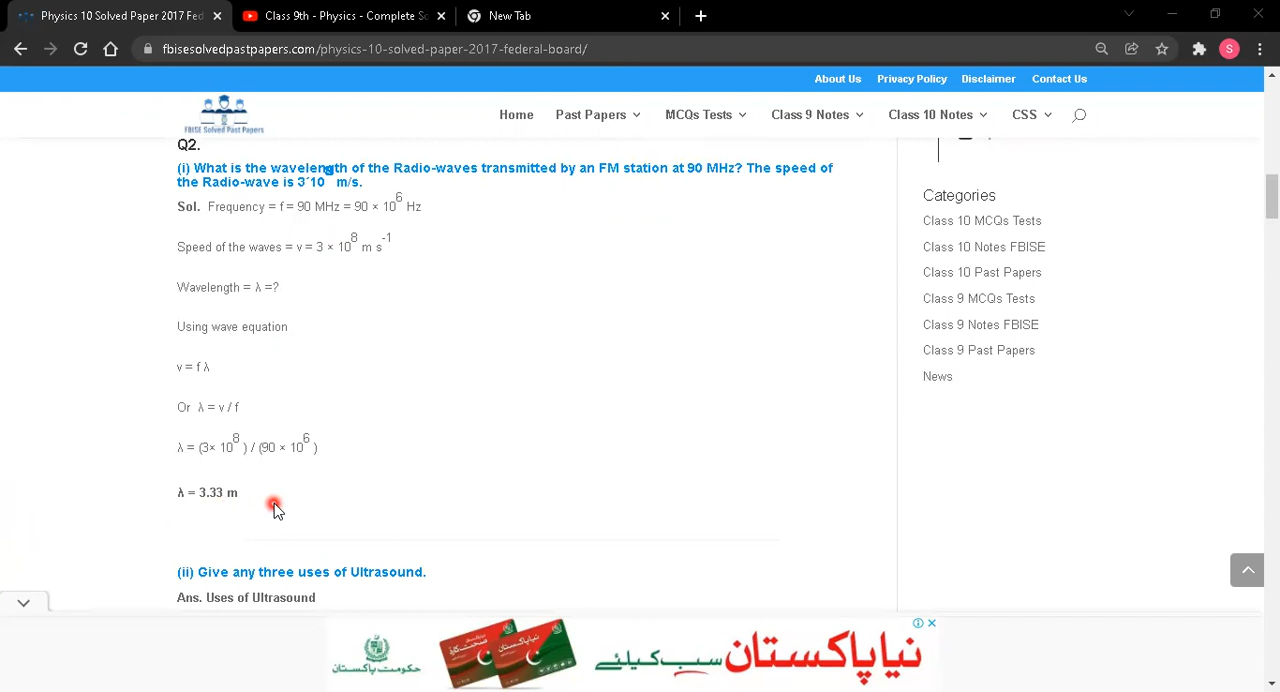 Physics 10 Solved Paper 2017 Fed
Class 9th - Physics - Complete So
New Tab
fbisesolvedpastpapers.com/physics-10-solved-paper-2017-federal-board/
S
About Us Privacy Policy Disclaimer Contact Us
FBISE Solved Past Papers
Home Past Papers MCQs Tests Class 9 Notes Class 10 Notes CSS
Q2.
(i) What is the wavelength of the Radio-waves transmitted by an FM station at 90 MHz? The speed of
the Radio-wave is 3´10⁸ m/s.
Sol. Frequency = f = 90 MHz = 90 × 10⁶ Hz
Speed of the waves = v = 3 × 10⁸ m s⁻¹
Wavelength = λ =?
Using wave equation
v = f λ
Or λ = v / f
λ = (3× 10⁸ ) / (90 × 10⁶ )
λ = 3.33 m
(ii) Give any three uses of Ultrasound.
Ans. Uses of Ultrasound
Categories
Class 10 MCQs Tests
Class 10 Notes FBISE
Class 10 Past Papers
Class 9 MCQs Tests
Class 9 Notes FBISE
Class 9 Past Papers
News
نیا پاکستان سب کیلئے
حکومتِ پاکستان